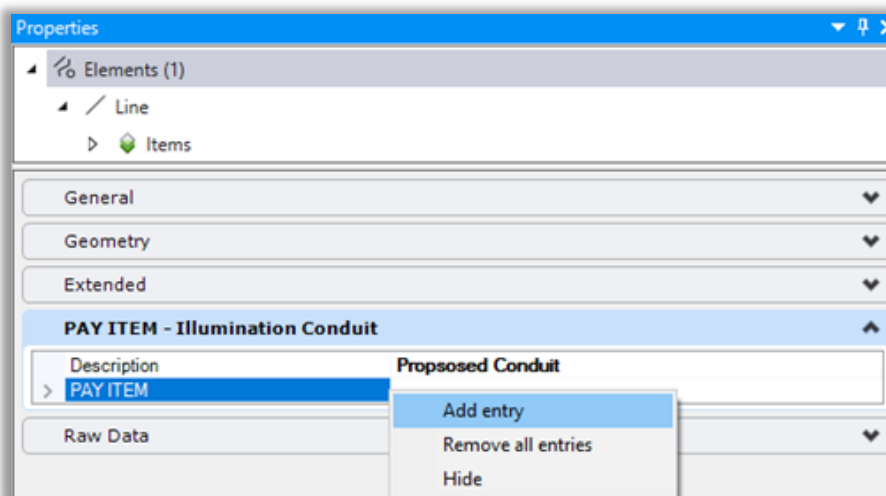 Properties
Elements (1)
Line
Items
General
Geometry
Extended
PAY ITEM - Illumination Conduit
Description Propsosed Conduit
PAY ITEM
Add entry
Raw Data
Remove all entries
Hide